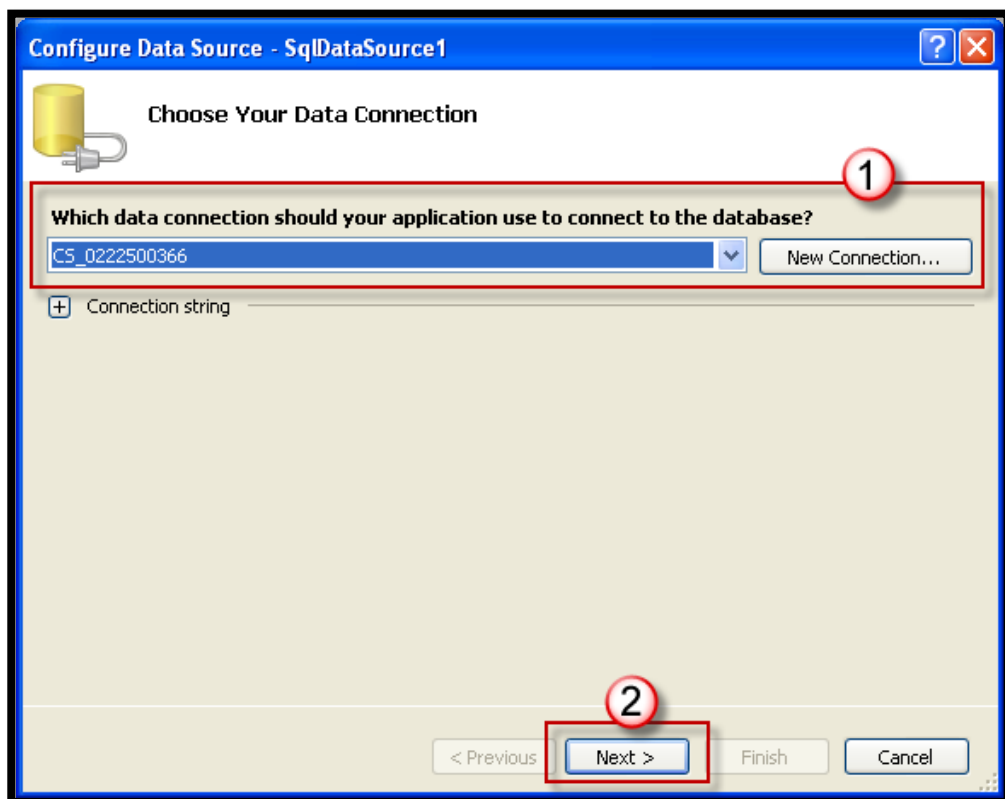 Configure Data Source - SqlDataSource1
Choose Your Data Connection
1
Which data connection should your application use to connect to the database?
CS_0222500366
New Connection...
Connection string
2
< Previous
Next >
Finish
Cancel